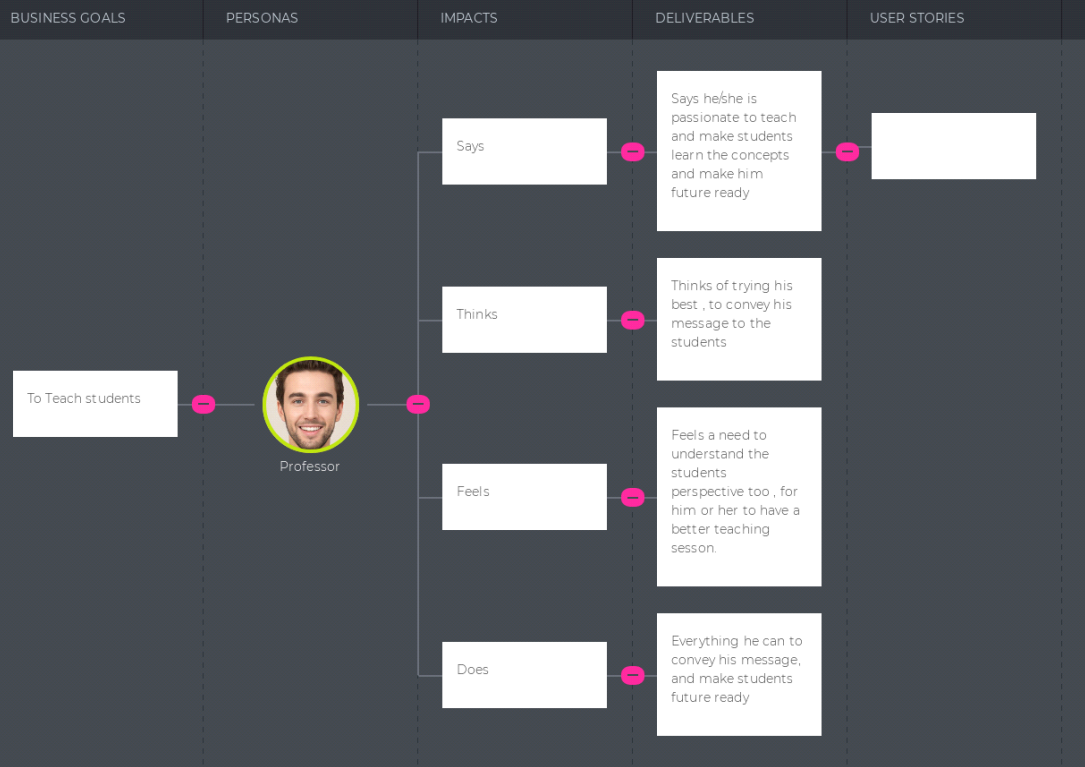 BUSINESS GOALS
PERSONAS
IMPACTS
DELIVERABLES
USER STORIES
To Teach students
Professor
Says
Says he/she is
passionate to teach
and make students
learn the concepts
and make him
future ready
Thinks
Thinks of trying his
best , to convey his
message to the
students
Feels
Feels a need to
understand the
students
perspective too , for
him or her to have a
better teaching
sesson.
Does
Everything he can to
convey his message,
and make students
future ready